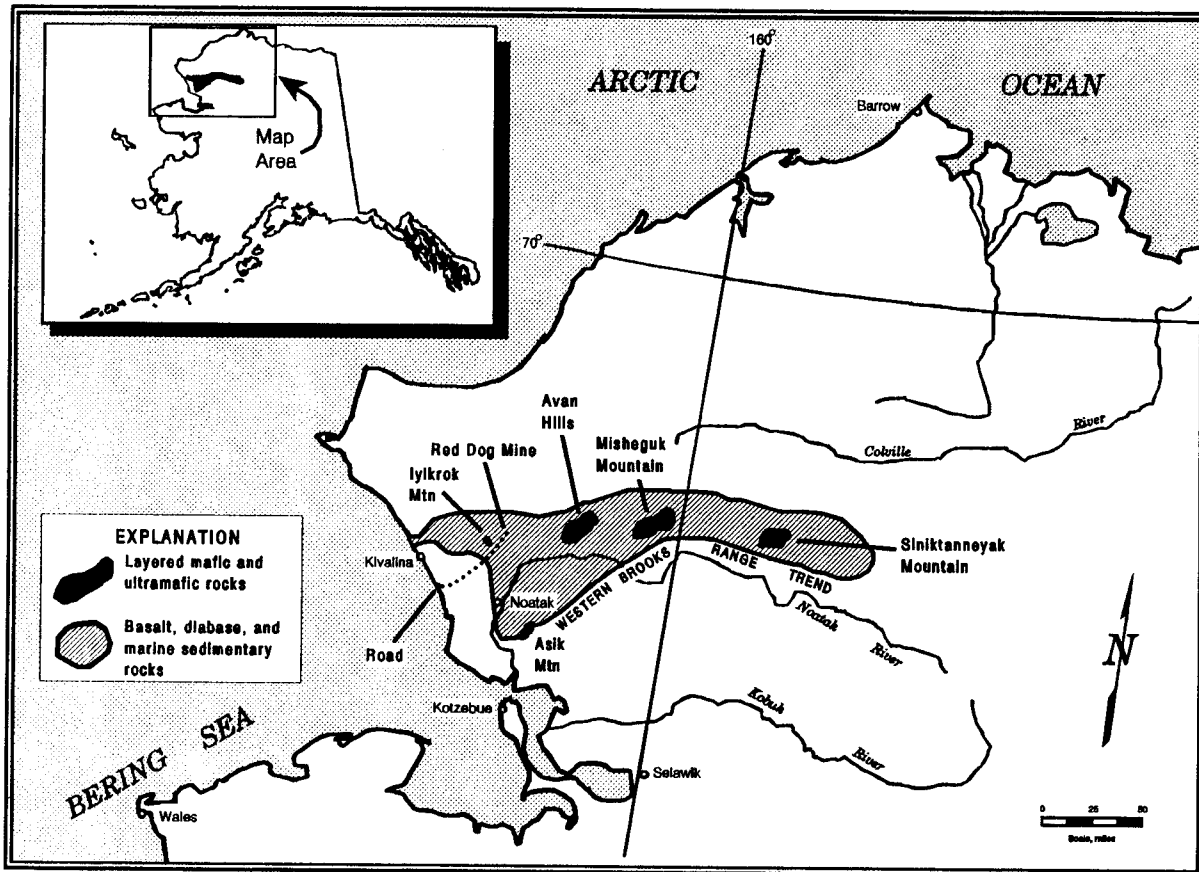 Map
Area
160°
ARCTIC
OCEAN
Barrow
70°
Avan
Hills
Misheguk
Mountain
Red Dog Mine
Iyikrok
Mtn
Colville
River
EXPLANATION
Layered mafic and
ultramafic rocks
Basalt, diabase, and
marine sedimentary
rocks
Kivalina
Noatak
Road
Asik
Mtn
WESTERN BROOKS RANGE TREND
Siniktanneyak
Mountain
Noatak
River
N
Kotzebue
Kobuk
River
Selawik
BERING SEA
Wales
0 25 50
Scale, miles